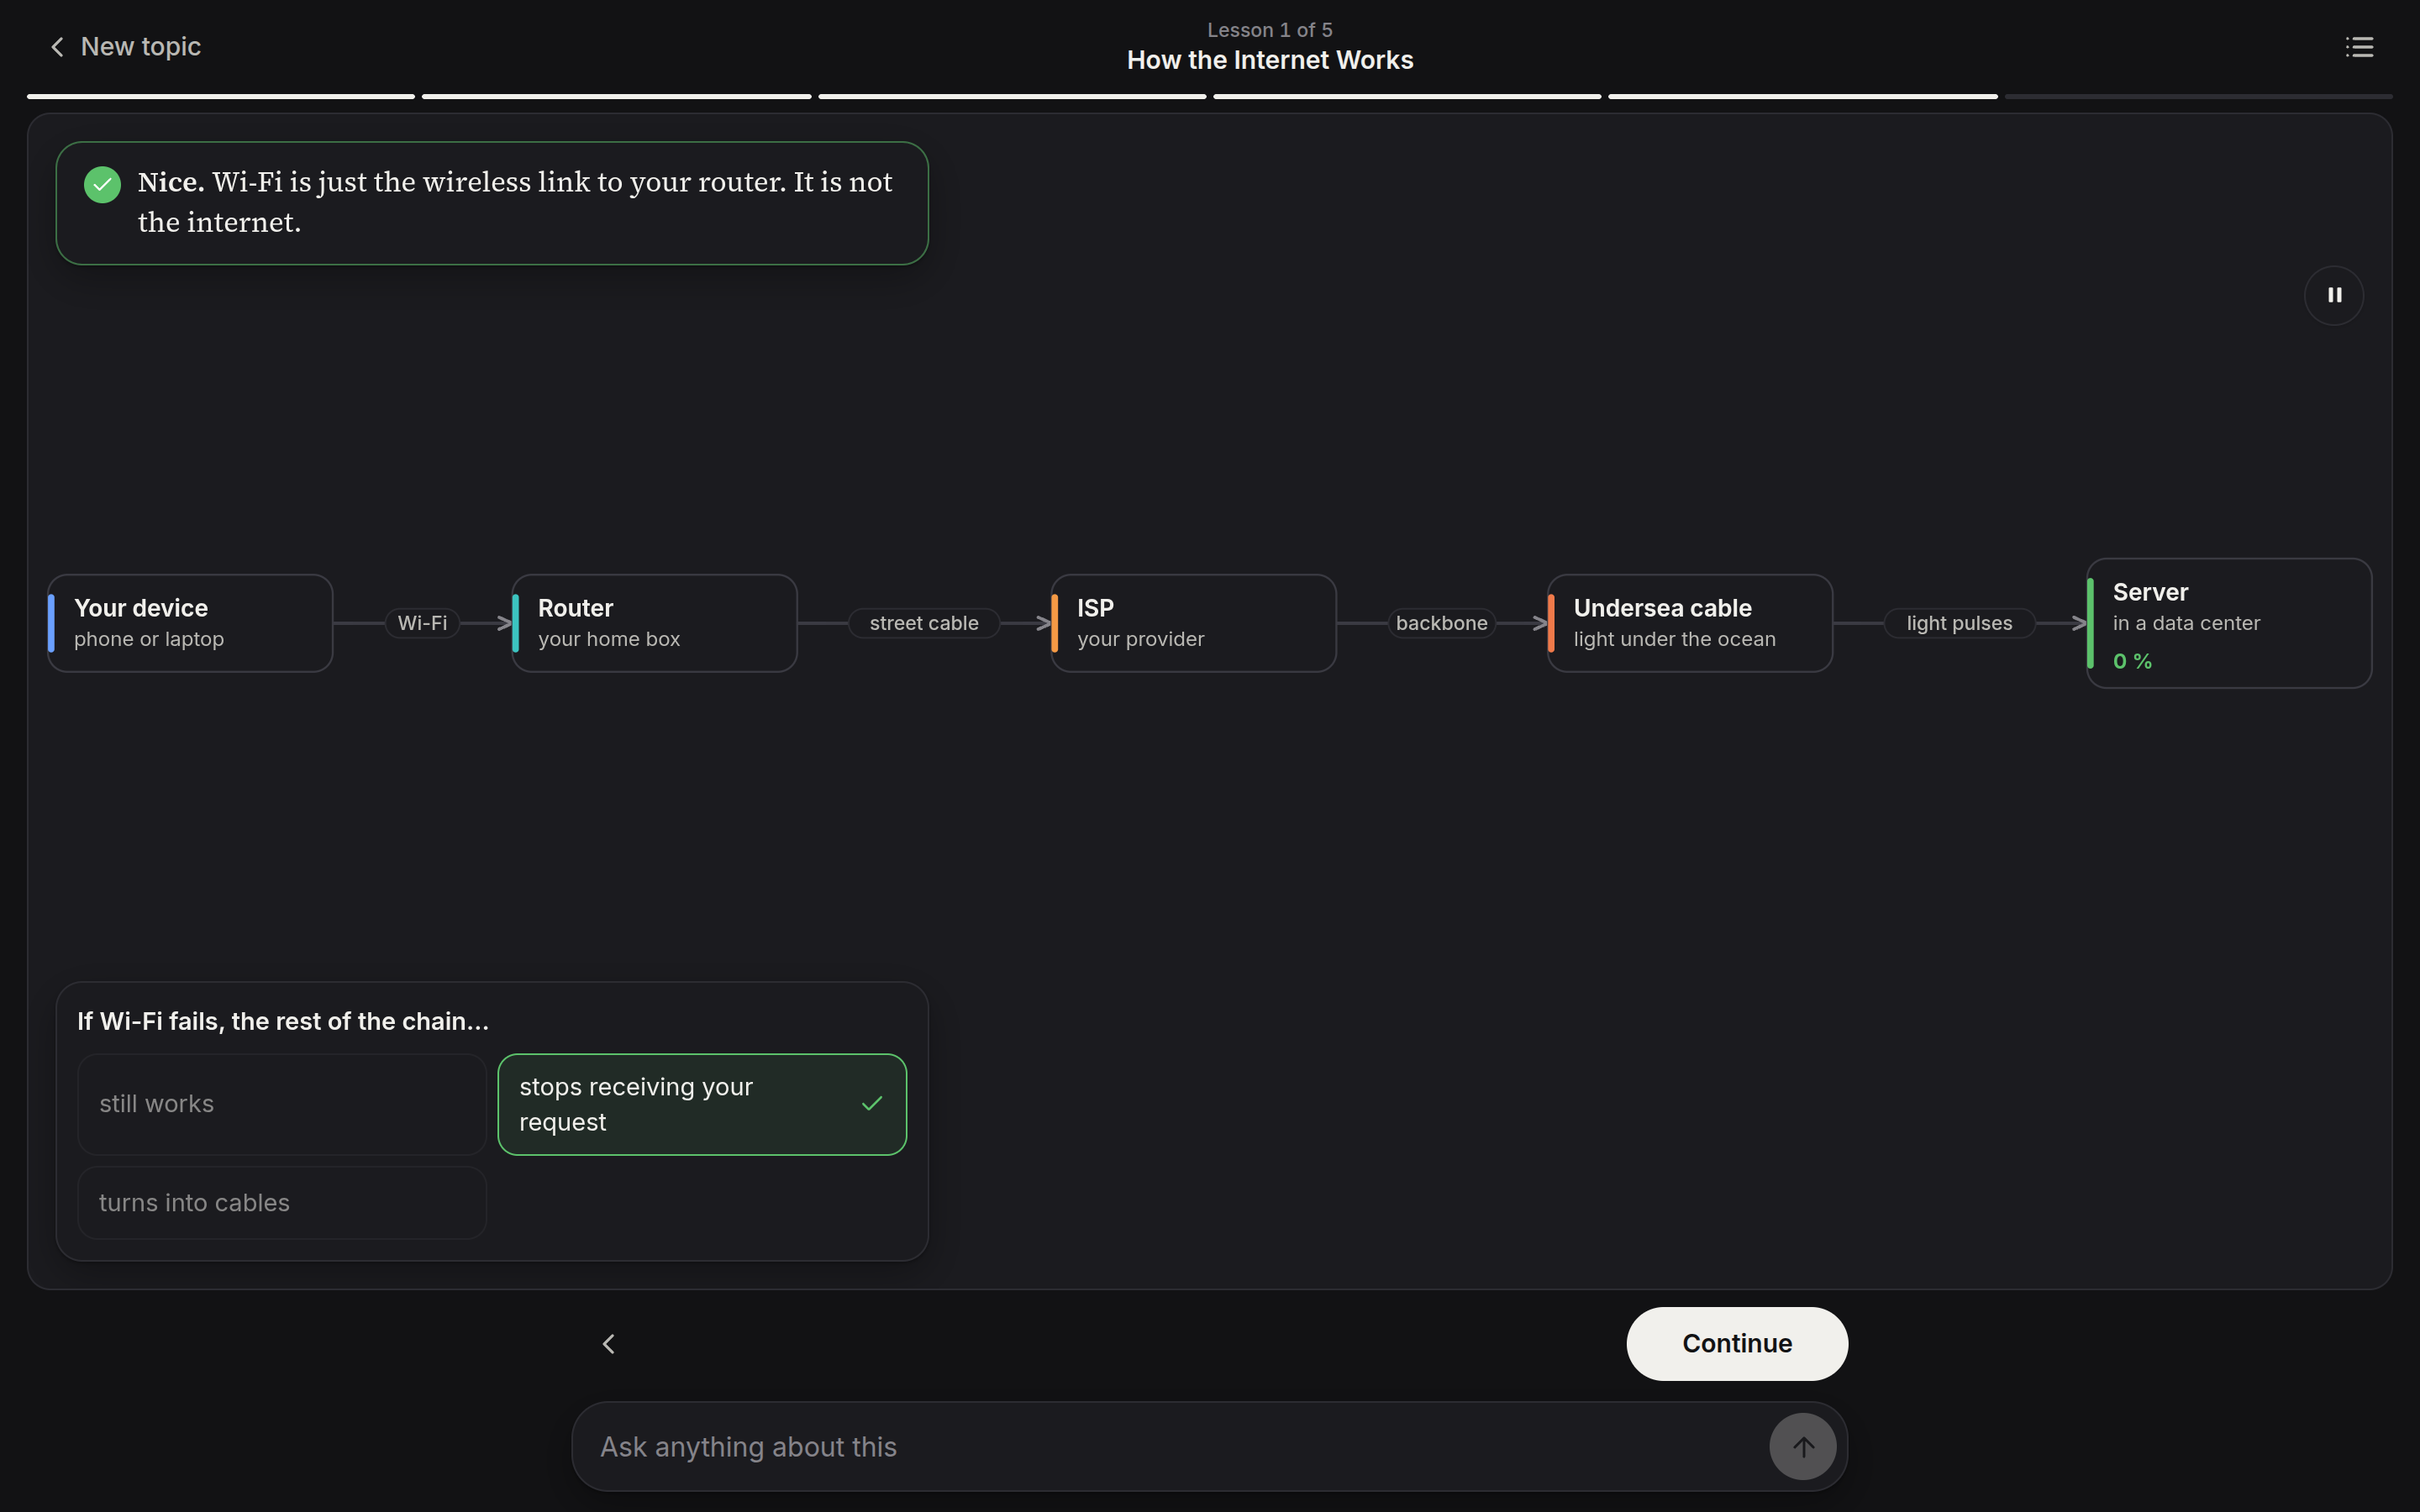 New topic
Lesson 1 of 5
How the Internet Works
Nice. Wi-Fi is just the wireless link to your router. It is not
the internet.
Your device
phone or laptop
Wi-Fi
Router
your home box
street cable
ISP
your provider
backbone
Undersea cable
light under the ocean
light pulses
Server
in a data center
0 %
If Wi-Fi fails, the rest of the chain...
still works
stops receiving your
request
turns into cables
Continue
Ask anything about this